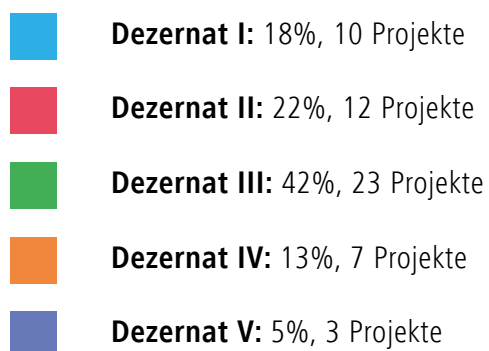 Dezernat I: 18%, 10 Projekte
Dezernat II: 22%, 12 Projekte
Dezernat III: 42%, 23 Projekte
Dezernat IV: 13%, 7 Projekte
Dezernat V: 5%, 3 Projekte